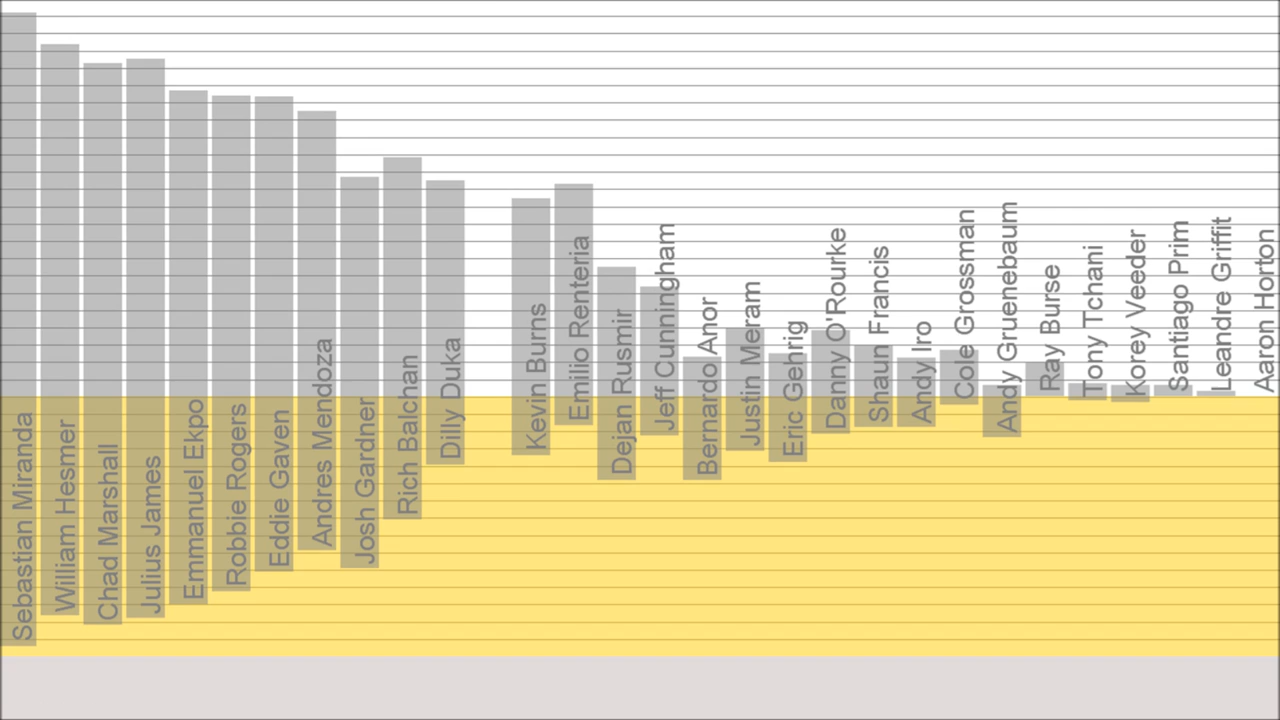 Sebastian Miranda
William Hesmer
Chad Marshall
Julius James
Emmanuel Ekpo
Robbie Rogers
Eddie Gaven
Andres Mendoza
Josh Gardner
Rich Balchan
Dilly Duka
Kevin Burns
Emilio Renteria
Dejan Rusmir
Jeff Cunningham
Bernardo Anor
Justin Meram
Eric Gehrig
Danny O'Rourke
Shaun Francis
Andy Iro
Cole Grossman
Andy Gruenebaum
Ray Burse
Tony Tchani
Korey Veeder
Santiago Prim
Leandre Griffit
Aaron Horton